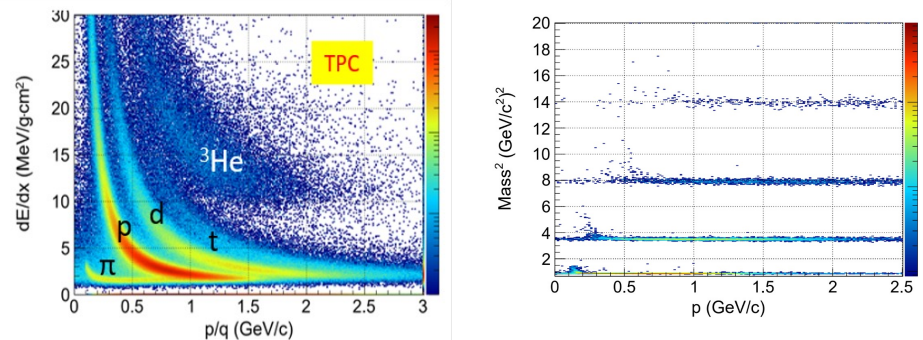 30
25
20
15
10
5
0
dE/dx (MeV/g·cm²)
TPC
³He
π
p
d
t
0 0.5 1 1.5 2 2.5 3
p/q (GeV/c)
20
18
16
14
12
10
8
6
4
2
Mass² (GeV/c²)²
0 0.5 1 1.5 2 2.5
p (GeV/c)